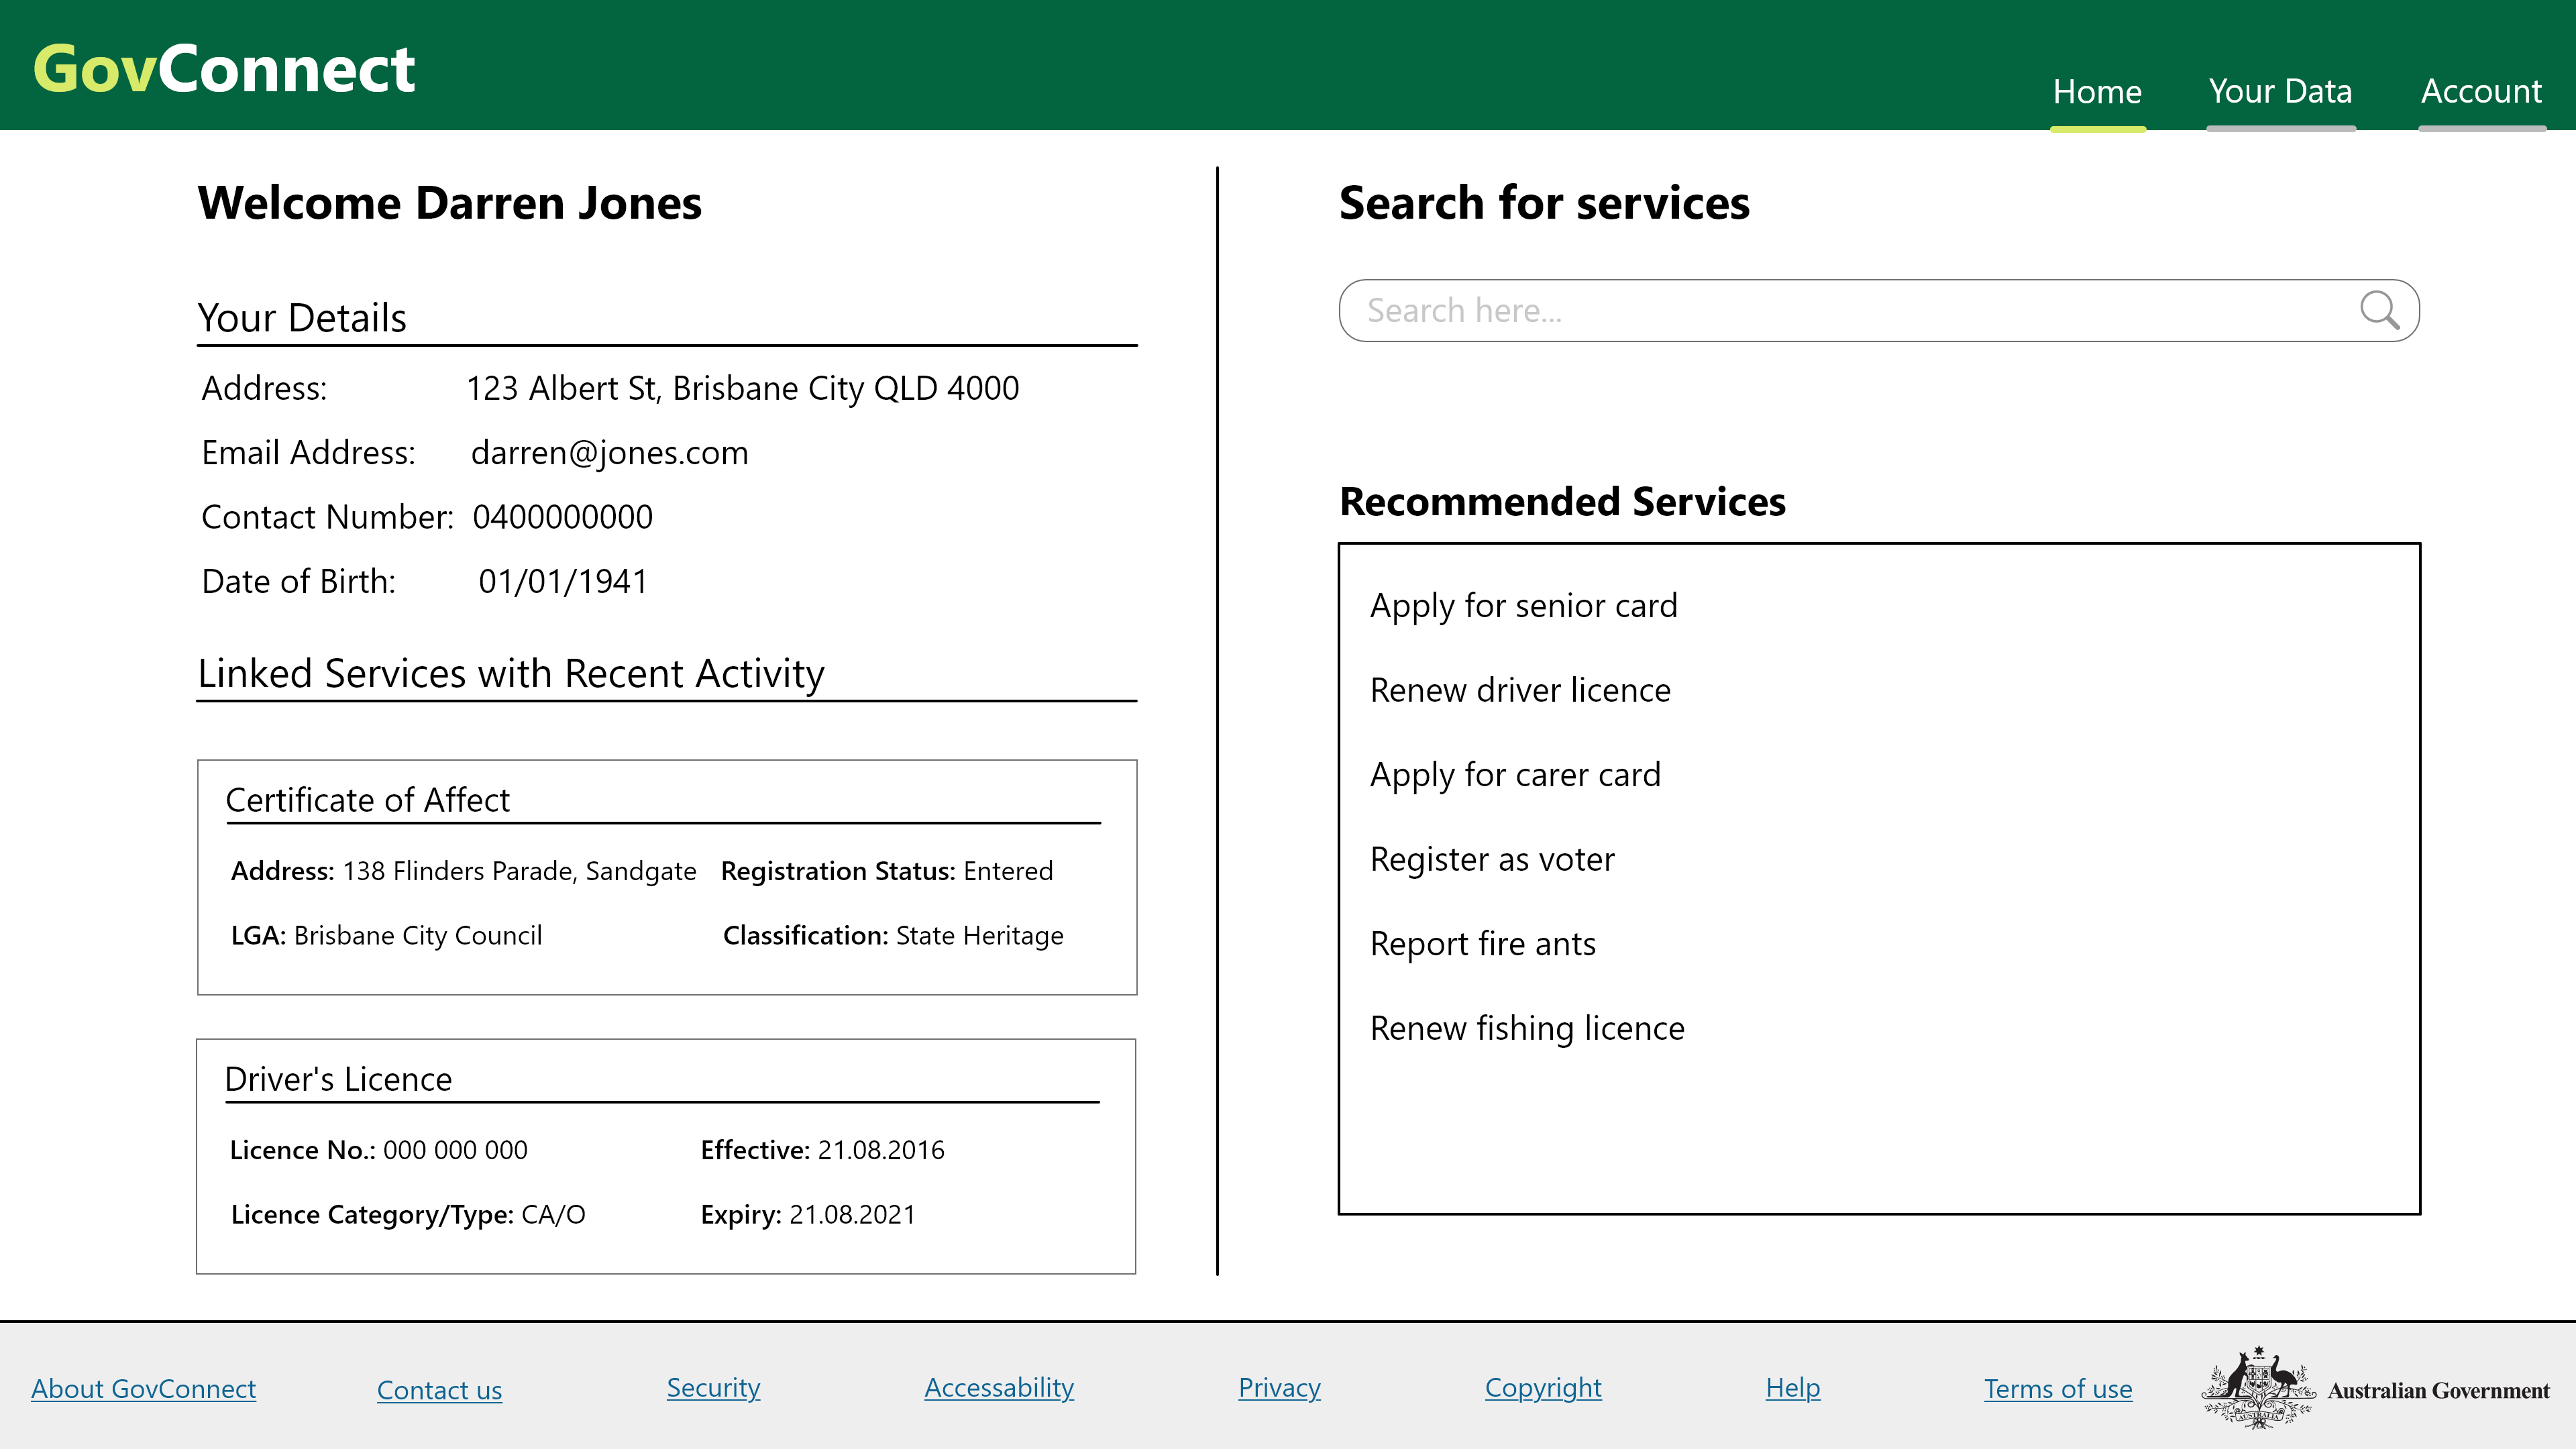 GovConnect
Home
Your Data
Account
Welcome Darren Jones
Your Details
Address: 123 Albert St, Brisbane City QLD 4000
Email Address: darren@jones.com
Contact Number: 0400000000
Date of Birth: 01/01/1941
Linked Services with Recent Activity
Certificate of Affect
Address: 138 Flinders Parade, Sandgate Registration Status: Entered
LGA: Brisbane City Council Classification: State Heritage
Driver's Licence
Licence No.: 000 000 000 Effective: 21.08.2016
Licence Category/Type: CA/O Expiry: 21.08.2021
Search for services
Search here...
Recommended Services
Apply for senior card
Renew driver licence
Apply for carer card
Register as voter
Report fire ants
Renew fishing licence
About GovConnect
Contact us
Security
Accessability
Privacy
Copyright
Help
Terms of use
AUSTRALIA
Australian Government